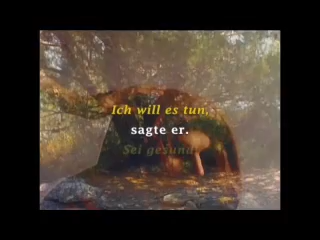 Ich will es tun,
sagte er.
Sei gesund